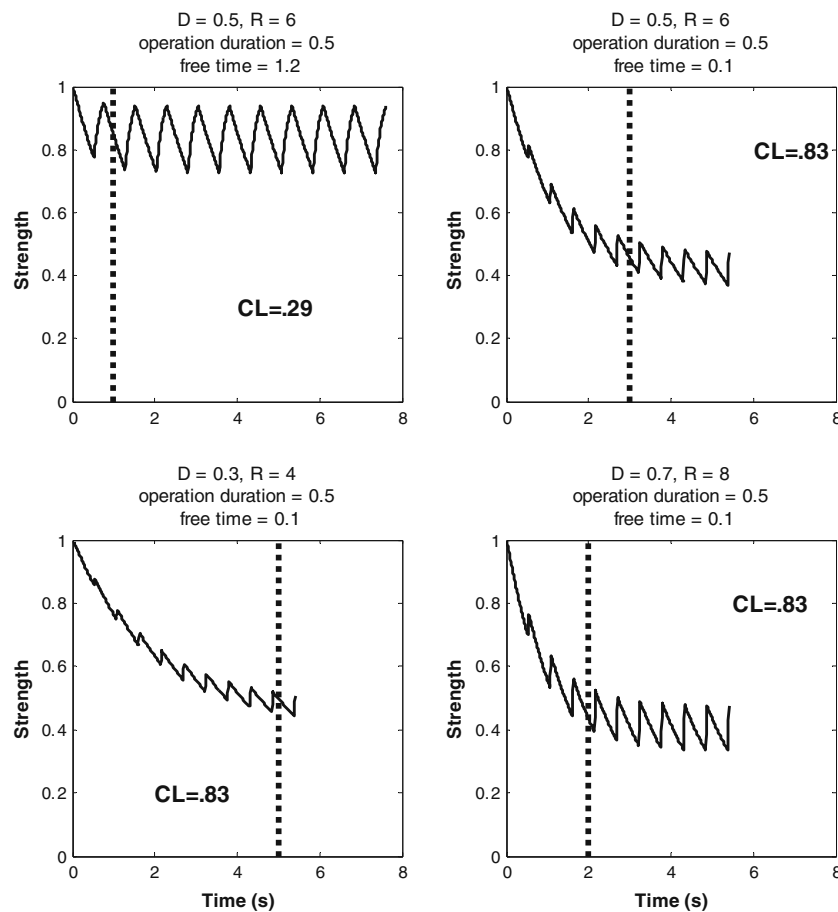 D = 0.5, R = 6
operation duration = 0.5
free time = 1.2
1
0.8
0.6
0.4
0.2
0
Strength
CL=.29
0 2 4 6 8
D = 0.5, R = 6
operation duration = 0.5
free time = 0.1
1
0.8
0.6
0.4
0.2
0
Strength
CL=.83
0 2 4 6 8
D = 0.3, R = 4
operation duration = 0.5
free time = 0.1
1
0.8
0.6
0.4
0.2
0
Strength
CL=.83
0 2 4 6 8
Time (s)
D = 0.7, R = 8
operation duration = 0.5
free time = 0.1
1
0.8
0.6
0.4
0.2
0
Strength
CL=.83
0 2 4 6 8
Time (s)